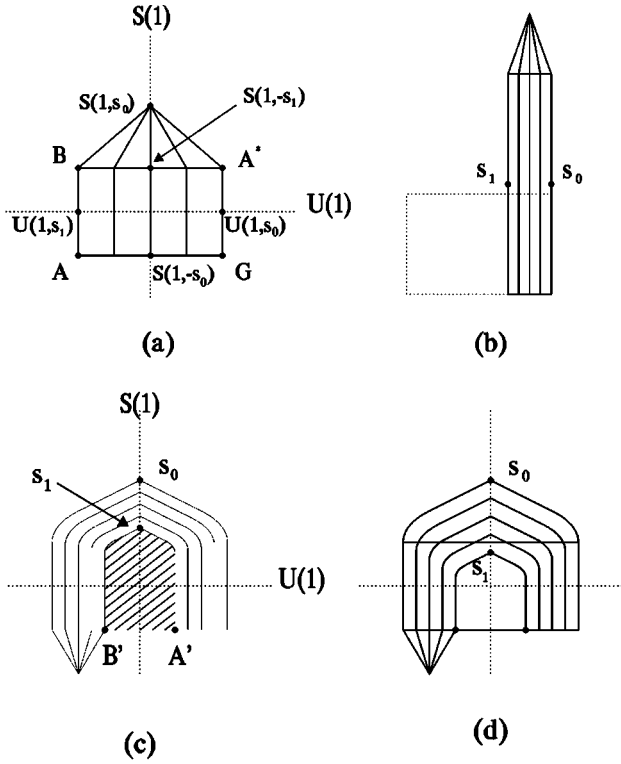 S(1)
S(1,s₀)
S(1,-s₁)
B
A*
U(1,s₁)
U(1,s₀)
U(1)
A
S(1,-s₀)
G
(a)
s₁
s₀
(b)
S(1)
s₀
s₁
U(1)
B'
A'
(c)
s₀
s₁
(d)